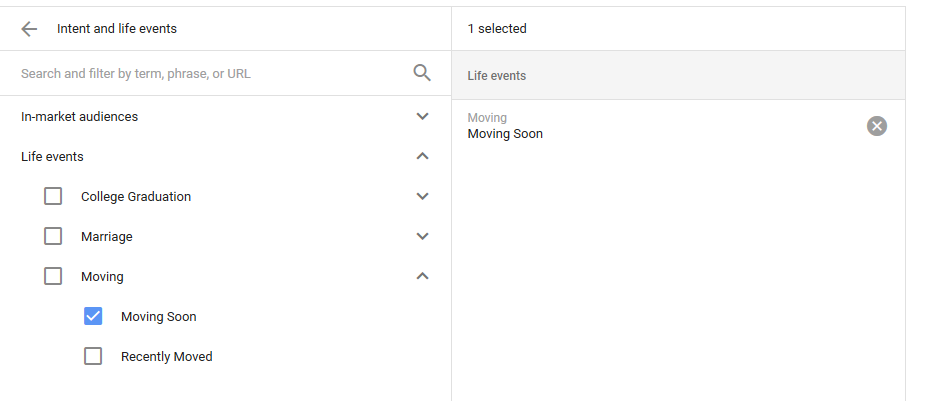 Intent and life events
1 selected
Search and filter by term, phrase, or URL
Life events
In-market audiences
Moving
Moving Soon
Life events
College Graduation
Marriage
Moving
Moving Soon
Recently Moved